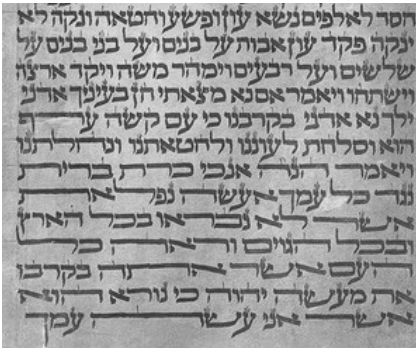 חסד לאלפים נשא עון ופשע וחטאה ונקה לא
ינקה פקד עון אבות על בנים ועל בני בנים על
שלשים ועל רבעים וימהר משה ויקד ארצה
וישתחו ויאמר אם נא מצאתי חן בעיניך אדני
ילך נא אדני בקרבנו כי עם קשה ערף
הוא וסלחת לעוננו ולחטאתנו ונחלתנו
ויאמר הנה אנכי כרת ברית
נגד כל עמך אעשה נפלאת
אשר לא נבראו בכל הארץ
ובכל הגוים וראה כל
העם אשר אתה בקרבו
את מעשה יהוה כי נורא הוא
אשר אני עשה עמך